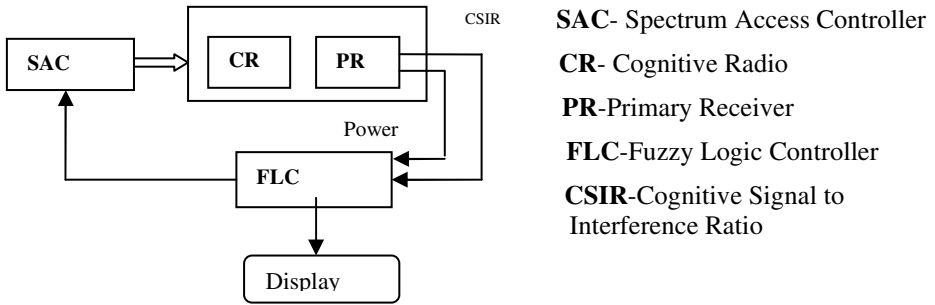 CSIR
SAC
CR
PR
Power
FLC
Display
SAC- Spectrum Access Controller
CR- Cognitive Radio
PR-Primary Receiver
FLC-Fuzzy Logic Controller
CSIR-Cognitive Signal to
Interference Ratio